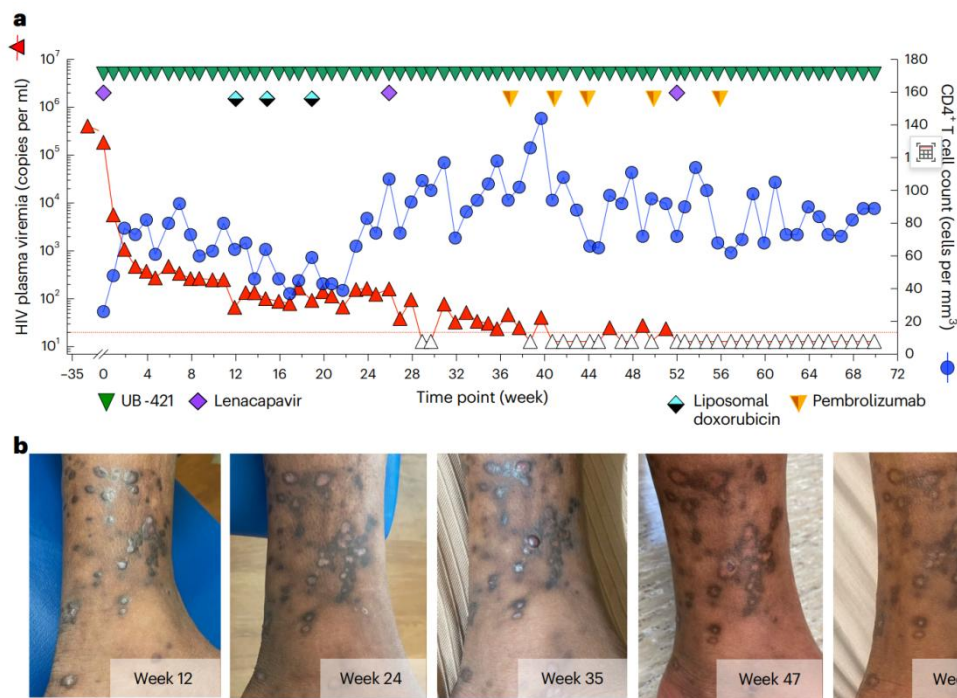 a
HIV plasma viremia (copies per ml)
10⁷
10⁶
10⁵
10⁴
10³
10²
10¹
180
160
140
100
80
60
40
20
0
CD4⁺ T cell count (cells per mm³)
−35 0 4 8 12 16 20 24 28 32 36 40 44 48 52 56 60 64 68 72
Time point (week)
UB-421 Lenacapavir
Liposomal
doxorubicin
Pembrolizumab
b
Week 12 Week 24 Week 35 Week 47